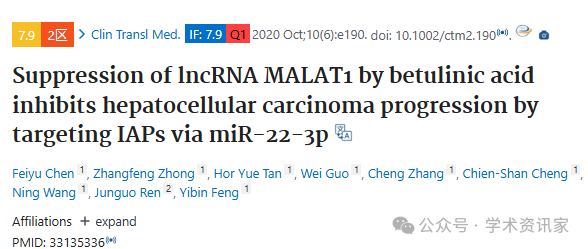 7.9 2区 > Clin Transl Med. IF: 7.9 Q1 2020 Oct;10(6):e190. doi: 10.1002/ctm2.190.
Suppression of lncRNA MALAT1 by betulinic acid
inhibits hepatocellular carcinoma progression by
targeting IAPs via miR-22-3p
Feiyu Chen 1, Zhangfeng Zhong 1, Hor Yue Tan 1, Wei Guo 1, Cheng Zhang 1, Chien-Shan Cheng 1,
Ning Wang 1, Junguo Ren 2, Yibin Feng 1
Affiliations + expand
PMID: 33135336
公众号·学术资讯家